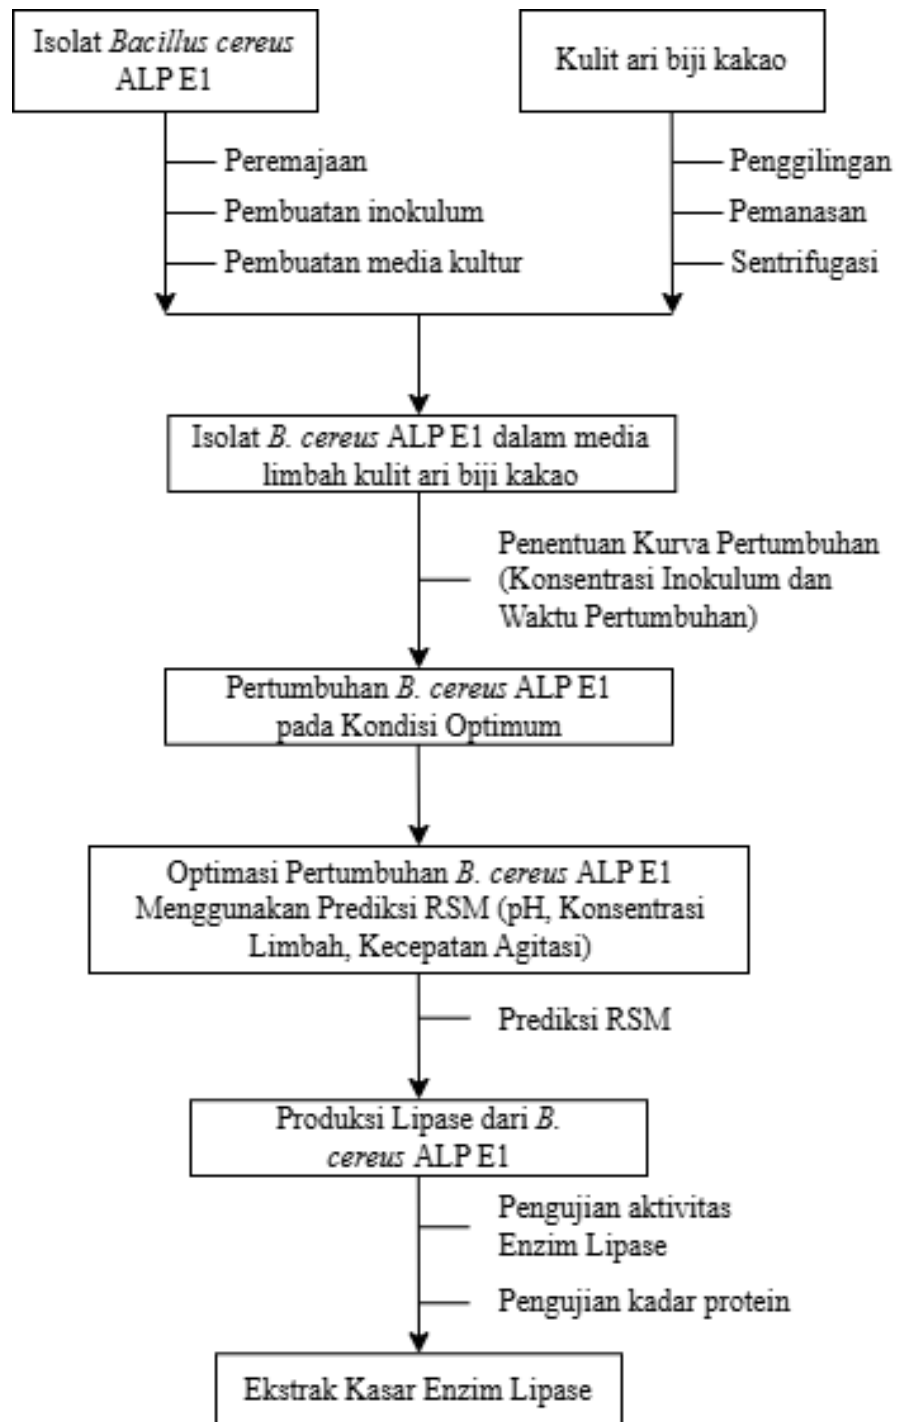 Isolat Bacillus cereus
ALP E1
Kulit ari biji kakao
Peremajaan
Pembuatan inokulum
Pembuatan media kultur
Penggilingan
Pemanasan
Sentrifugasi
Isolat B. cereus ALP E1 dalam media
limbah kulit ari biji kakao
Penentuan Kurva Pertumbuhan
(Konsentrasi Inokulum dan
Waktu Pertumbuhan)
Pertumbuhan B. cereus ALP E1
pada Kondisi Optimum
Optimasi Pertumbuhan B. cereus ALP E1
Menggunakan Prediksi RSM (pH, Konsentrasi
Limbah, Kecepatan Agitasi)
Prediksi RSM
Produksi Lipase dari B.
cereus ALP E1
Pengujian aktivitas
Enzim Lipase
Pengujian kadar protein
Ekstrak Kasar Enzim Lipase